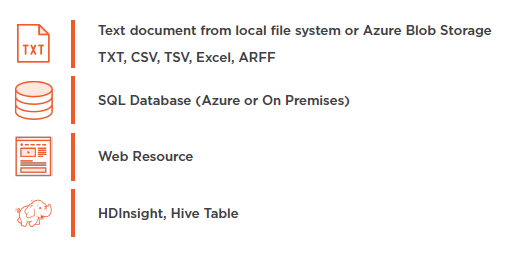 TXT
Text document from local file system or Azure Blob Storage
TXT, CSV, TSV, Excel, ARFF
SQL Database (Azure or On Premises)
Web Resource
HDInsight, Hive Table